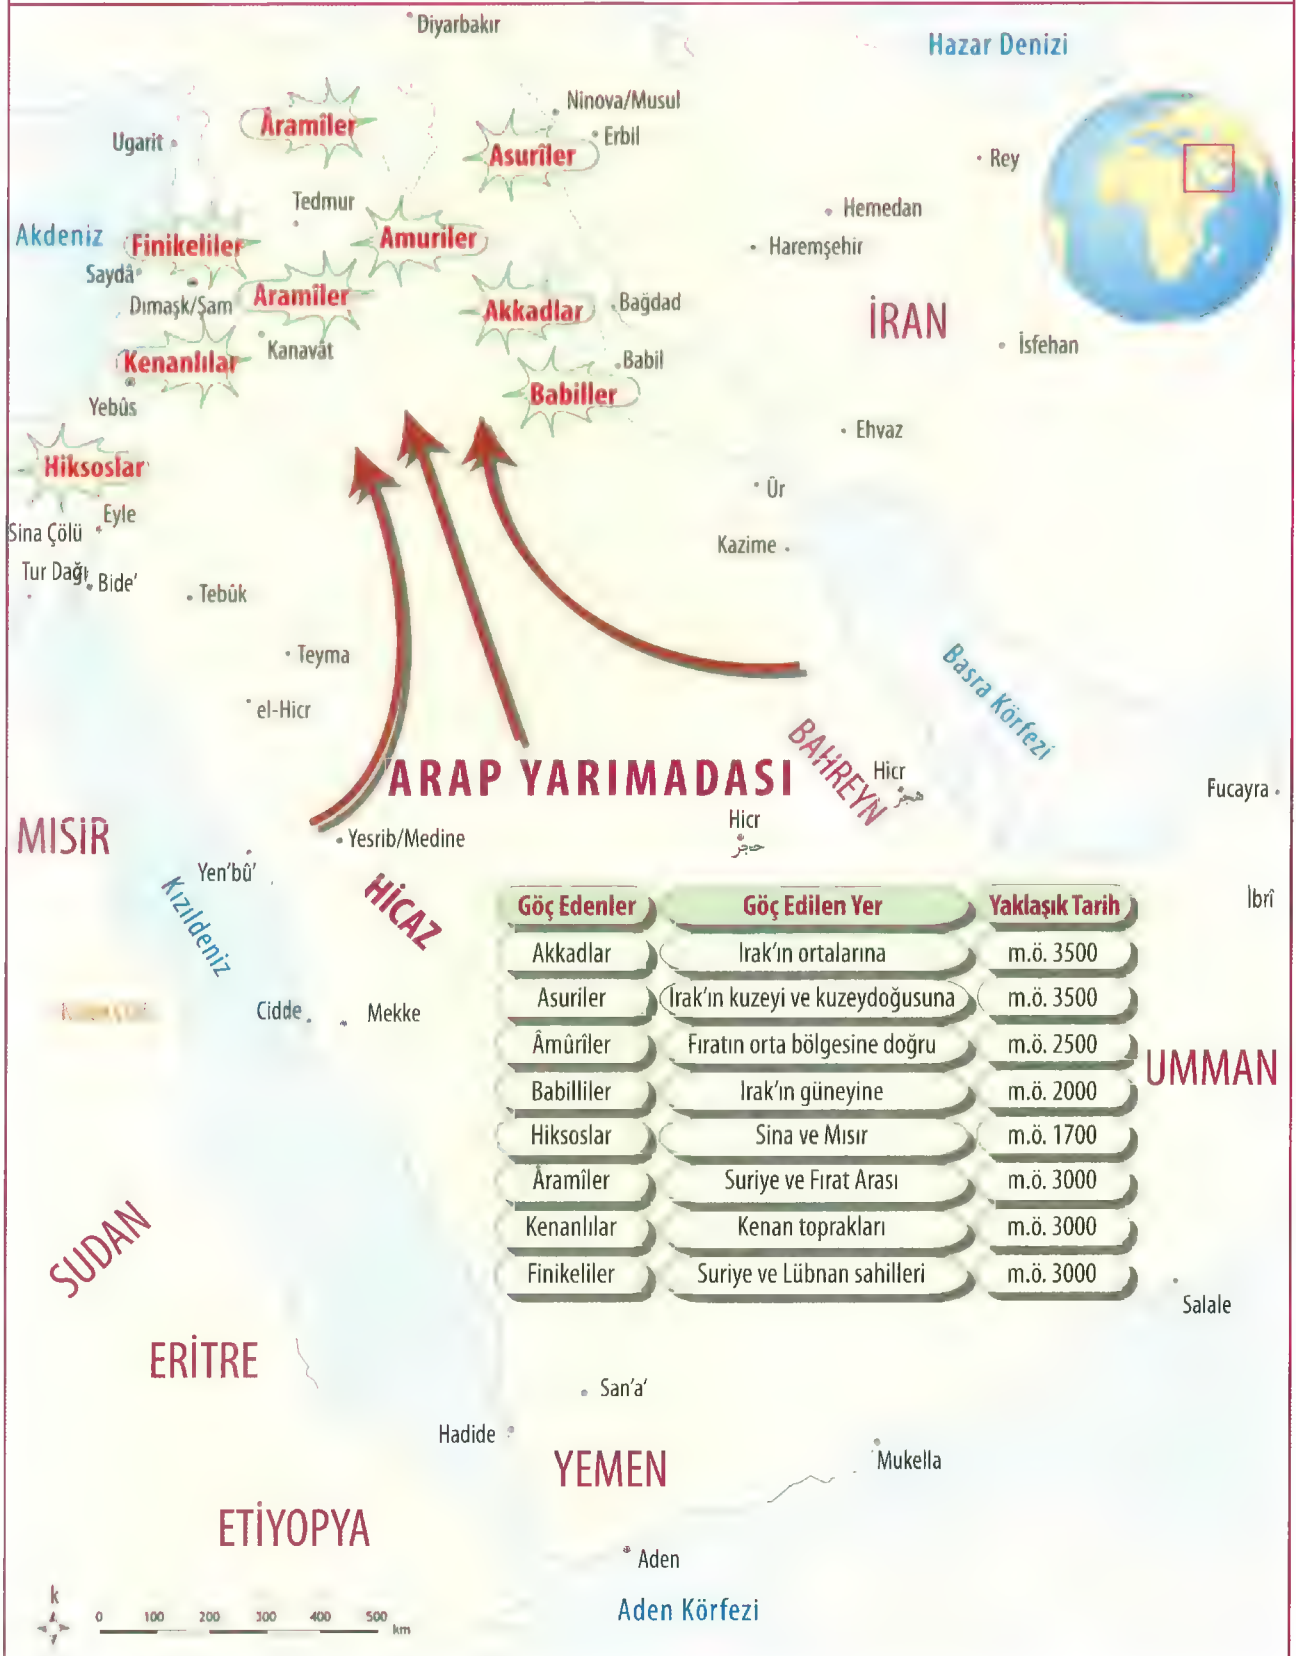 Diyarbakır
Hazar Denizi
Ninova/Musul
Âramîler
Erbil
Ugarit
Asurîler
Rey
Tedmur
Hemedan
Akdeniz
Finikeliler
Amuriler
Haremşehir
Saydâ
Dımaşk/Şam
Aramîler
Akkadlar
Bağdad
İRAN
Kanavât
İsfehan
Kenanlılar
Babil
Babiller
Yebûs
Ehvaz
Hiksoslar
Ûr
Eyle
Sina Çölü
Kazime
Tur Dağı
Bide'
Tebûk
Teyma
Basra Körfezi
el-Hicr
ARAP YARIMADASI
BAHREYN
Hicr
هجر
Fucayra
MISIR
Yesrib/Medine
Hicr
حجر
Yen'bû'
Kızıldeniz
HİCAZ
İbrî
Göç Edenler Göç Edilen Yer Yaklaşık Tarih
Akkadlar Irak'ın ortalarına m.ö. 3500
Asuriler Irak'ın kuzeyi ve kuzeydoğusuna m.ö. 3500
Âmûrîler Fıratın orta bölgesine doğru m.ö. 2500
Babilliler Irak'ın güneyine m.ö. 2000
Hiksoslar Sina ve Mısır m.ö. 1700
Âramîler Suriye ve Fırat Arası m.ö. 3000
Kenanlılar Kenan toprakları m.ö. 3000
Finikeliler Suriye ve Lübnan sahilleri m.ö. 3000
Cidde
Mekke
UMMAN
SUDAN
Salale
ERİTRE
San'a'
Hadide
YEMEN
Mukella
ETİYOPYA
Aden
Aden Körfezi
k
0 100 200 300 400 500
km